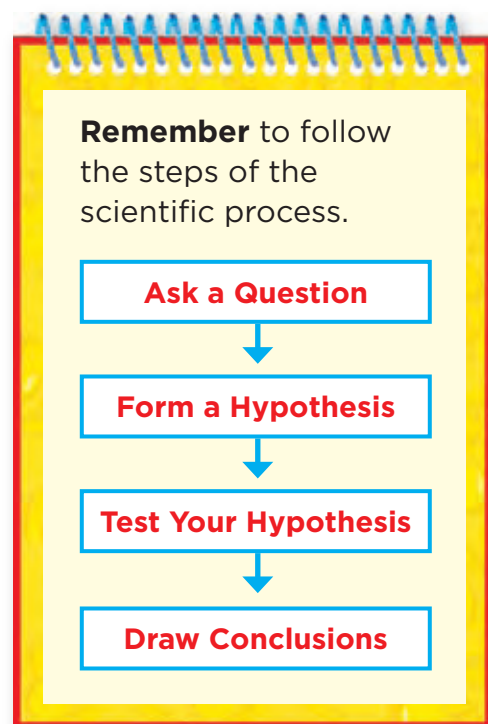 Remember to follow
the steps of the
scientific process.
Ask a Question
Form a Hypothesis
Test Your Hypothesis
Draw Conclusions